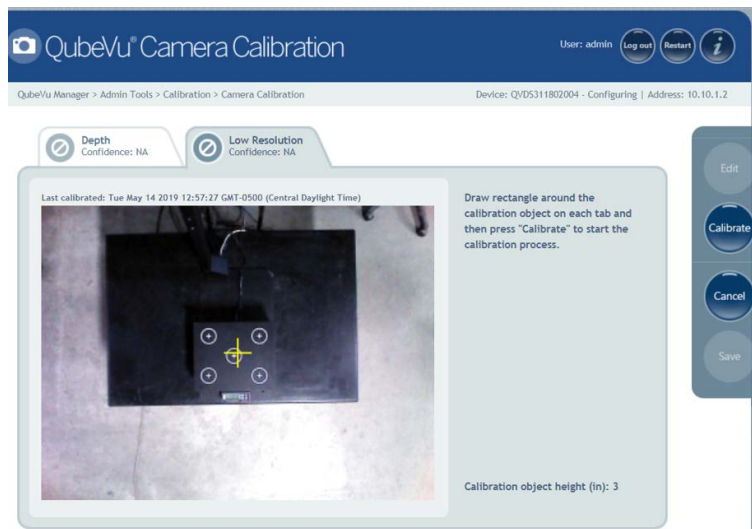 QubeVu® Camera Calibration
User: admin
Log out
Restart
i
QubeVu Manager > Admin Tools > Calibration > Camera Calibration
Device: QVDS311802004 - Configuring | Address: 10.10.1.2
Depth
Confidence: NA
Low Resolution
Confidence: NA
Edit
Calibrate
Cancel
Save
Last calibrated: Tue May 14 2019 12:57:27 GMT-0500 (Central Daylight Time)
Draw rectangle around the
calibration object on each tab and
then press "Calibrate" to start the
calibration process.
Calibration object height (in): 3